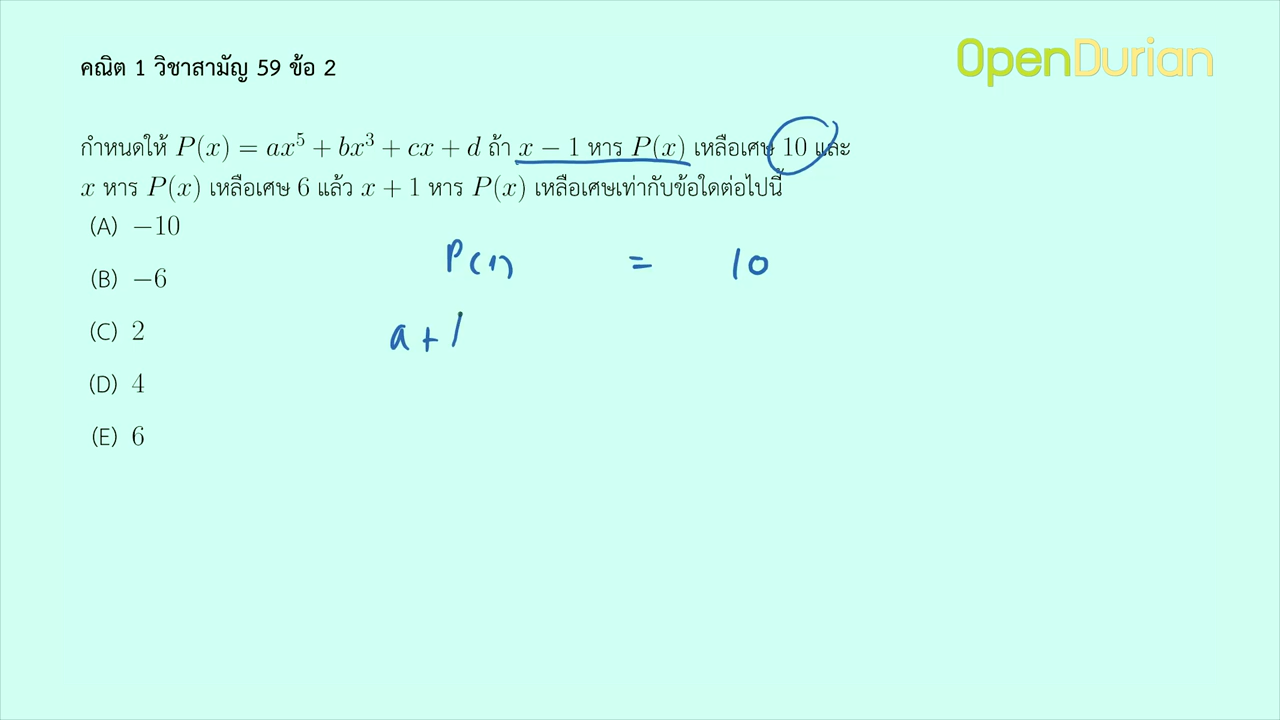 คณิต 1 วิชาสามัญ 59 ข้อ 2
OpenDurian
กำหนดให้ P(x) = ax⁵ + bx³ + cx + d ถ้า x − 1 หาร P(x) เหลือเศษ 10 และ
x หาร P(x) เหลือเศษ 6 แล้ว x + 1 หาร P(x) เหลือเศษเท่ากับข้อใดต่อไปนี้
(A) −10
(B) −6
(C) 2
(D) 4
(E) 6
P(1) = 10
a +